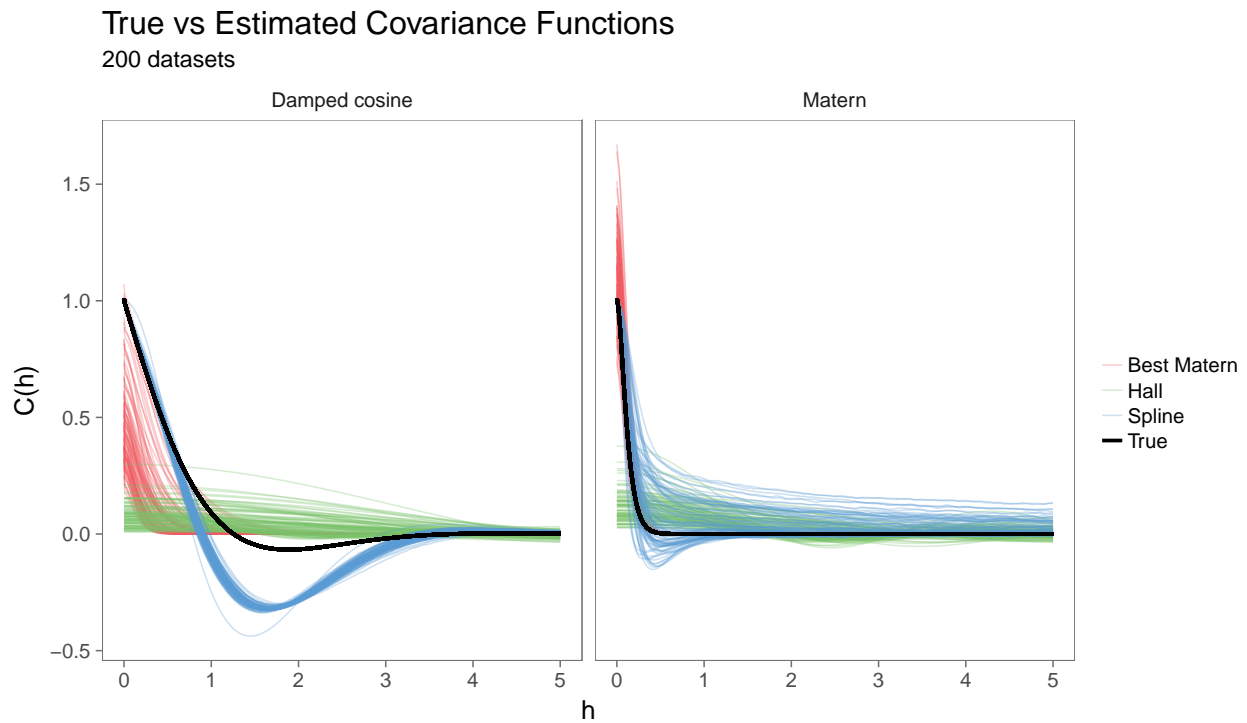 True vs Estimated Covariance Functions
200 datasets
Damped cosine
Matern
C(h)
1.5
1.0
0.5
0.0
−0.5
0 1 2 3 4 5
0 1 2 3 4 5
h
Best Matern
Hall
Spline
True